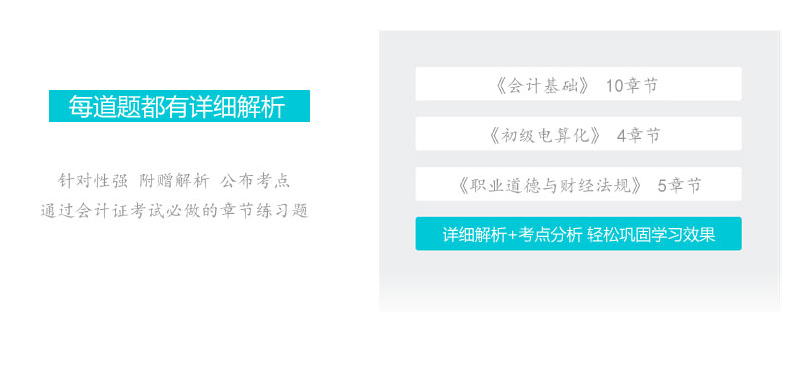 每道题都有详细解析
针对性强 附赠解析 公布考点
通过会计证考试必做的章节练习题
《会计基础》 10章节
《初级电算化》 4章节
《职业道德与财经法规》 5章节
详细解析+考点分析 轻松巩固学习效果